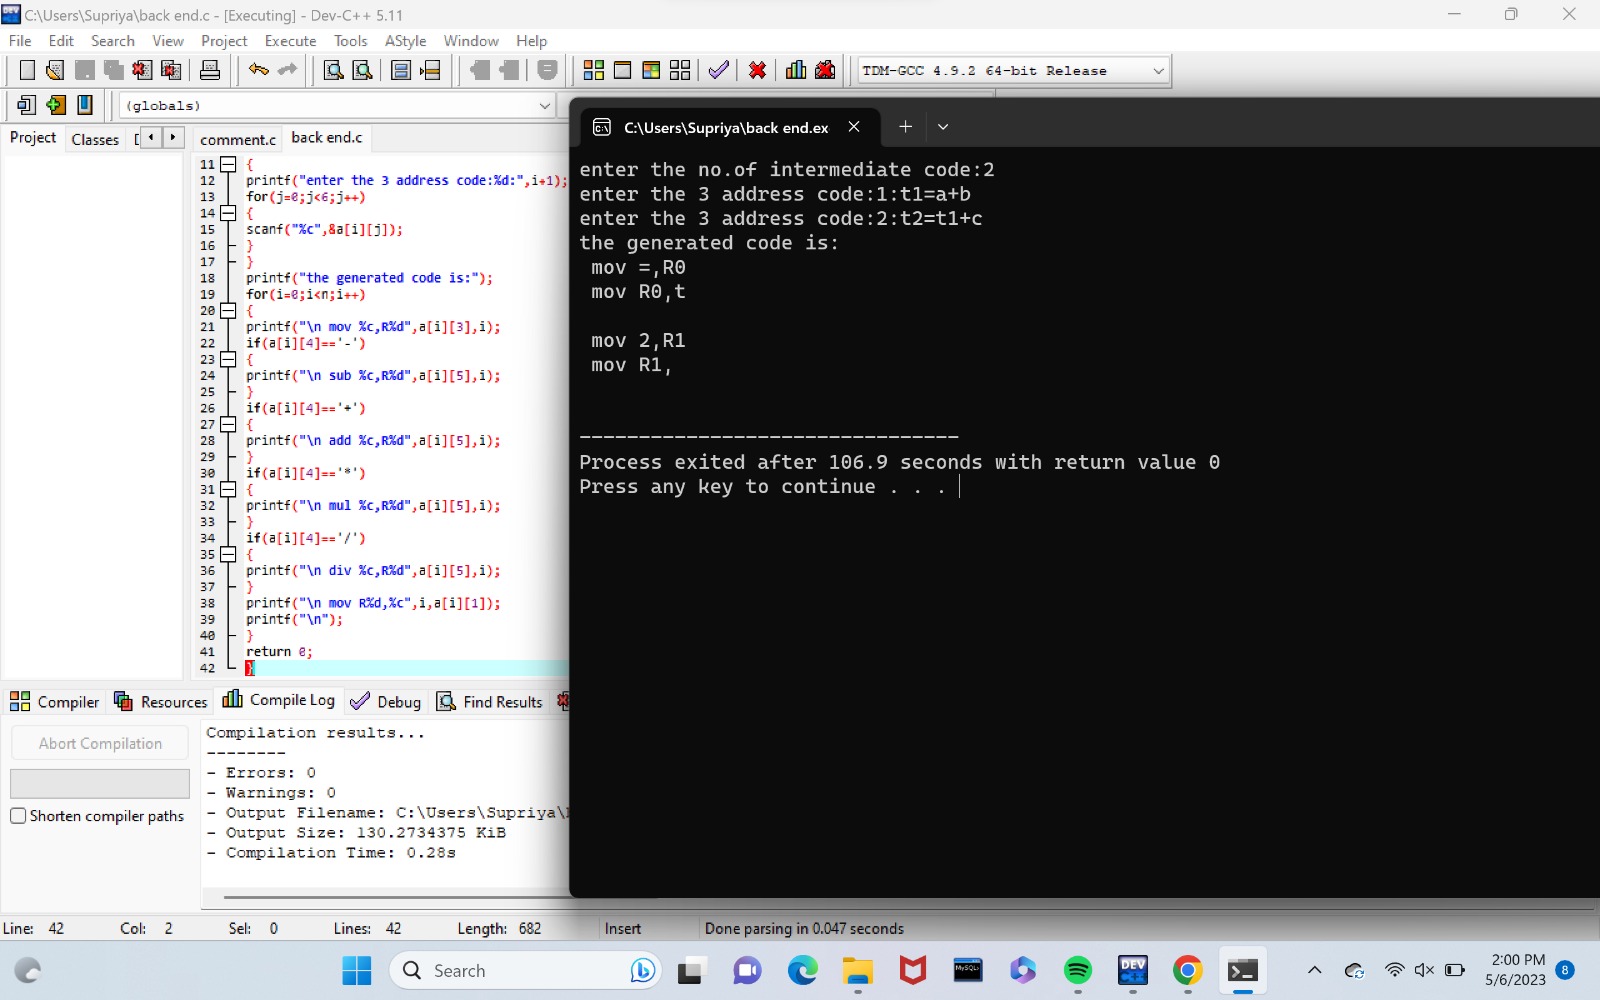 C:\Users\Supriya\back end.c - [Executing] - Dev-C++ 5.11
File Edit Search View Project Execute Tools AStyle Window Help
TDM-GCC 4.9.2 64-bit Release
(globals)
Project Classes [ comment.c back end.c
11 {
12 printf("enter the 3 address code:%d:",i+1);
13 for(j=0;j<6;j++)
14 {
15 scanf("%c",&a[i][j]);
16 }
17 }
18 printf("the generated code is:");
19 for(i=0;i<n;i++)
20 {
21 printf("\n mov %c,R%d",a[i][3],i);
22 if(a[i][4]=='-')
23 {
24 printf("\n sub %c,R%d",a[i][5],i);
25 }
26 if(a[i][4]=='+')
27 {
28 printf("\n add %c,R%d",a[i][5],i);
29 }
30 if(a[i][4]=='*')
31 {
32 printf("\n mul %c,R%d",a[i][5],i);
33 }
34 if(a[i][4]=='/')
35 {
36 printf("\n div %c,R%d",a[i][5],i);
37 }
38 printf("\n mov R%d,%c",i,a[i][1]);
39 printf("\n");
40 }
41 return 0;
42 }
C:\Users\Supriya\back end.ex
enter the no.of intermediate code:2
enter the 3 address code:1:t1=a+b
enter the 3 address code:2:t2=t1+c
the generated code is:
mov =,R0
mov R0,t
mov 2,R1
mov R1,
--------------------------------
Process exited after 106.9 seconds with return value 0
Press any key to continue . . .
Compiler Resources Compile Log Debug Find Results
Abort Compilation
Shorten compiler paths
Compilation results...
--------
- Errors: 0
- Warnings: 0
- Output Filename: C:\Users\Supriya\
- Output Size: 130.2734375 KiB
- Compilation Time: 0.28s
Line: 42 Col: 2 Sel: 0 Lines: 42 Length: 682 Insert Done parsing in 0.047 seconds
Search
MySQL
DEV C++
2:00 PM
5/6/2023
8